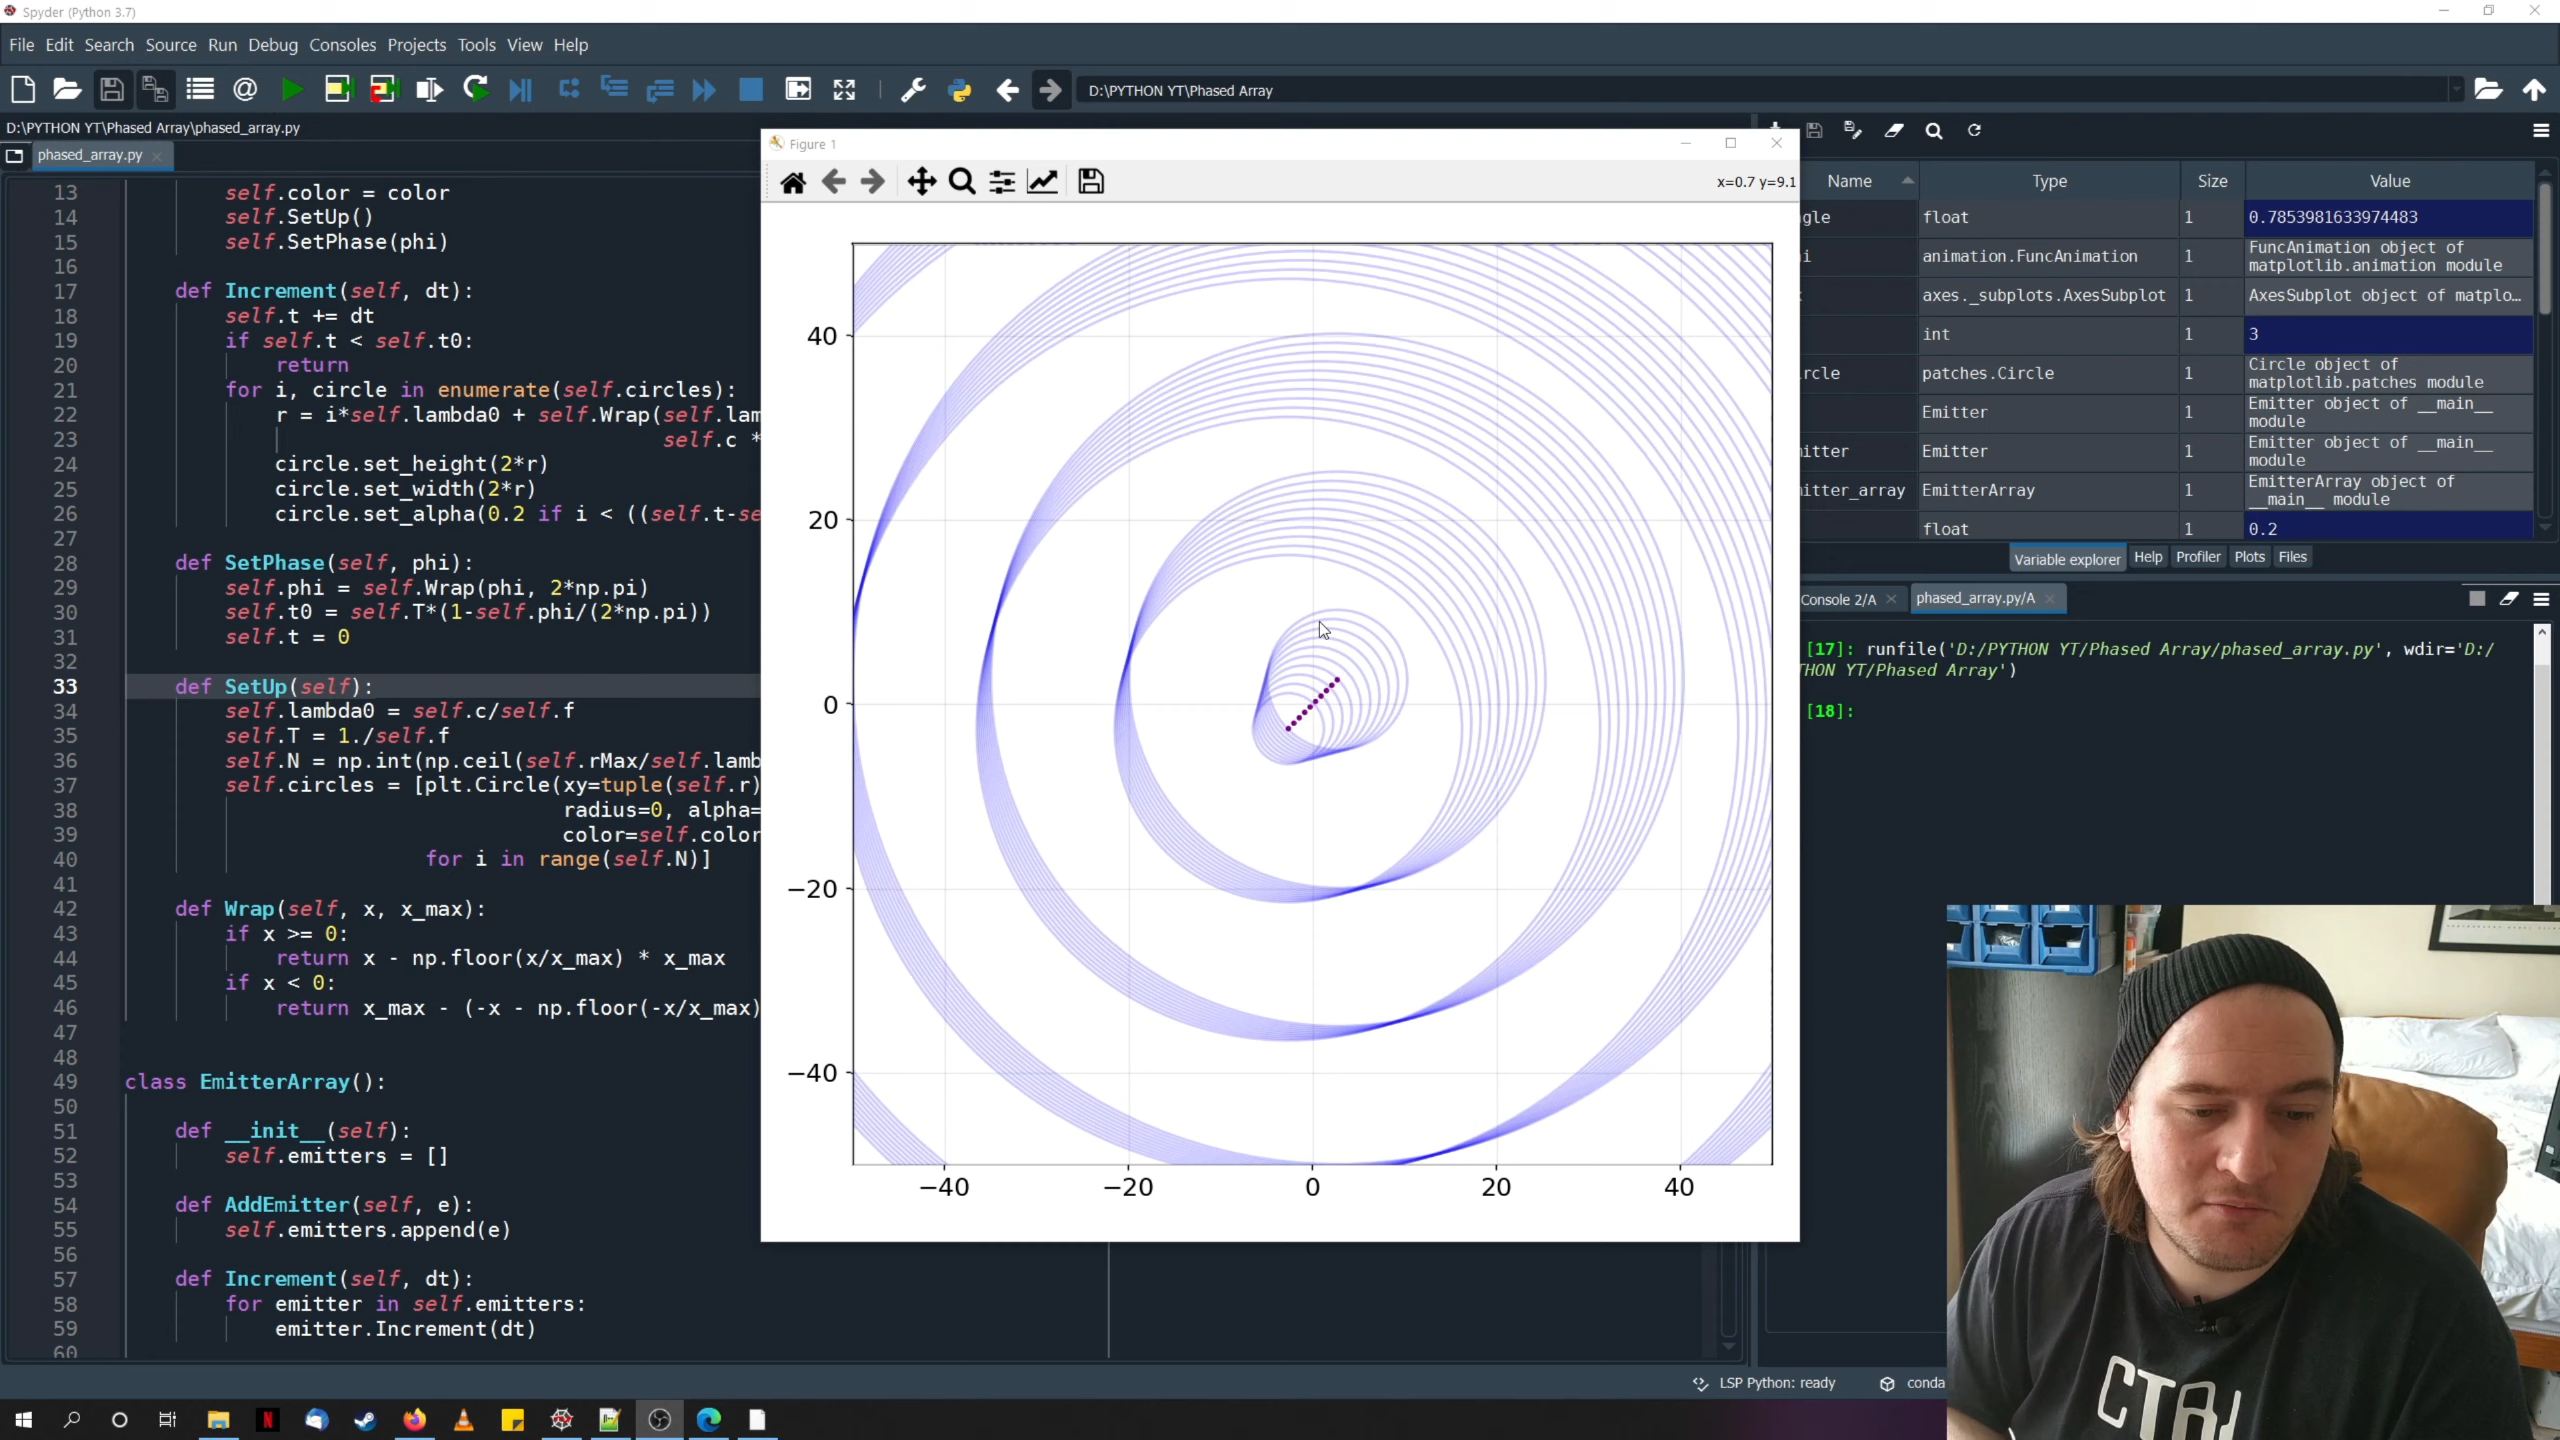 Spyder (Python 3.7)
File Edit Search Source Run Debug Consoles Projects Tools View Help
D:\PYTHON YT\Phased Array
D:\PYTHON YT\Phased Array\phased_array.py
phased_array.py
13 self.color = color
14 self.SetUp()
15 self.SetPhase(phi)
16
17 def Increment(self, dt):
18 self.t += dt
19 if self.t < self.t0:
20 return
21 for i, circle in enumerate(self.circles):
22 r = i*self.lambda0 + self.Wrap(self.lam
23 self.c *
24 circle.set_height(2*r)
25 circle.set_width(2*r)
26 circle.set_alpha(0.2 if i < ((self.t-se
27
28 def SetPhase(self, phi):
29 self.phi = self.Wrap(phi, 2*np.pi)
30 self.t0 = self.T*(1-self.phi/(2*np.pi))
31 self.t = 0
32
33 def SetUp(self):
34 self.lambda0 = self.c/self.f
35 self.T = 1./self.f
36 self.N = np.int(np.ceil(self.rMax/self.lamb
37 self.circles = [plt.Circle(xy=tuple(self.r)
38 radius=0, alpha=
39 color=self.color
40 for i in range(self.N)]
41
42 def Wrap(self, x, x_max):
43 if x >= 0:
44 return x - np.floor(x/x_max) * x_max
45 if x < 0:
46 return x_max - (-x - np.floor(-x/x_max)
47
48
49 class EmitterArray():
50
51 def __init__(self):
52 self.emitters = []
53
54 def AddEmitter(self, e):
55 self.emitters.append(e)
56
57 def Increment(self, dt):
58 for emitter in self.emitters:
59 emitter.Increment(dt)
60
Figure 1
x=0.7 y=9.1
40
20
0
−20
−40
−40 −20 0 20 40
Name Type Size Value
gle float 1 0.7853981633974483
i animation.FuncAnimation 1 FuncAnimation object of
matplotlib.animation module
axes._subplots.AxesSubplot 1 AxesSubplot object of matplo…
int 1 3
rcle patches.Circle 1 Circle object of
matplotlib.patches module
Emitter 1 Emitter object of __main__
module
mitter Emitter 1 Emitter object of __main__
module
mitter_array EmitterArray 1 EmitterArray object of
__main__ module
float 1 0.2
Variable explorer Help Profiler Plots Files
Console 2/A phased_array.py/A
[17]: runfile('D:/PYTHON YT/Phased Array/phased_array.py', wdir='D:/
THON YT/Phased Array')
[18]:
LSP Python: ready conda